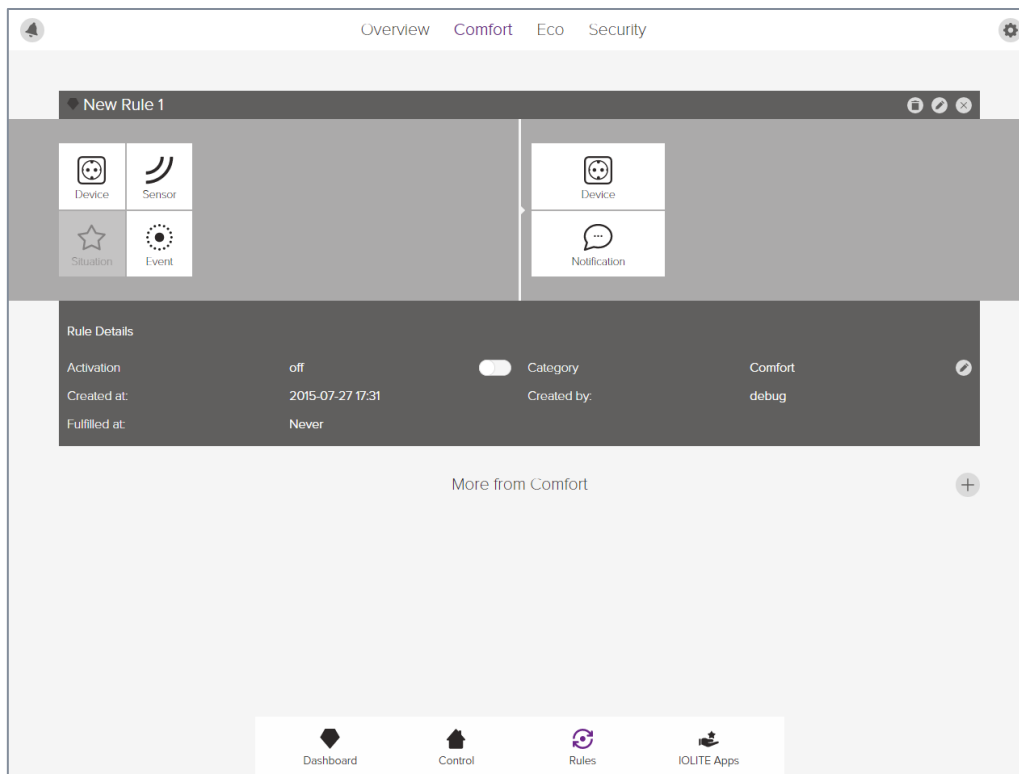 Overview Comfort Eco Security
New Rule 1
Device Sensor Device
Situation Event Notification
Rule Details
Activation off Category Comfort
Created at: 2015-07-27 17:31 Created by: debug
Fulfilled at: Never
More from Comfort
Dashboard Control Rules IOLITE Apps